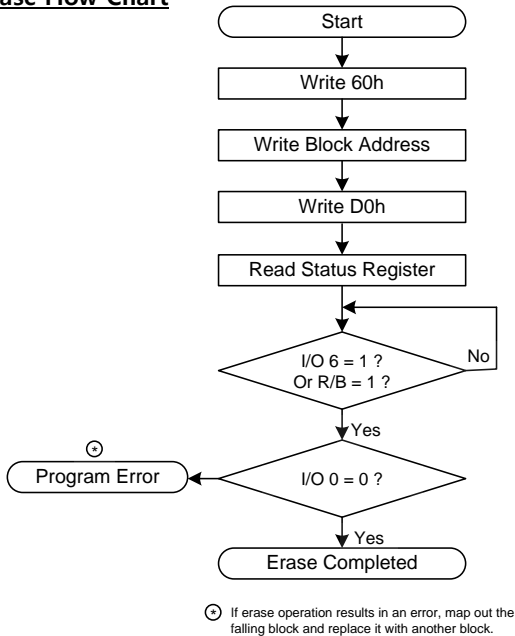 ase Flow Chart
Start
Write 60h
Write Block Address
Write D0h
Read Status Register
I/O 6 = 1 ?
Or R/B = 1 ?
No
Yes
*
Program Error
I/O 0 = 0 ?
Yes
Erase Completed
* If erase operation results in an error, map out the
falling block and replace it with another block.